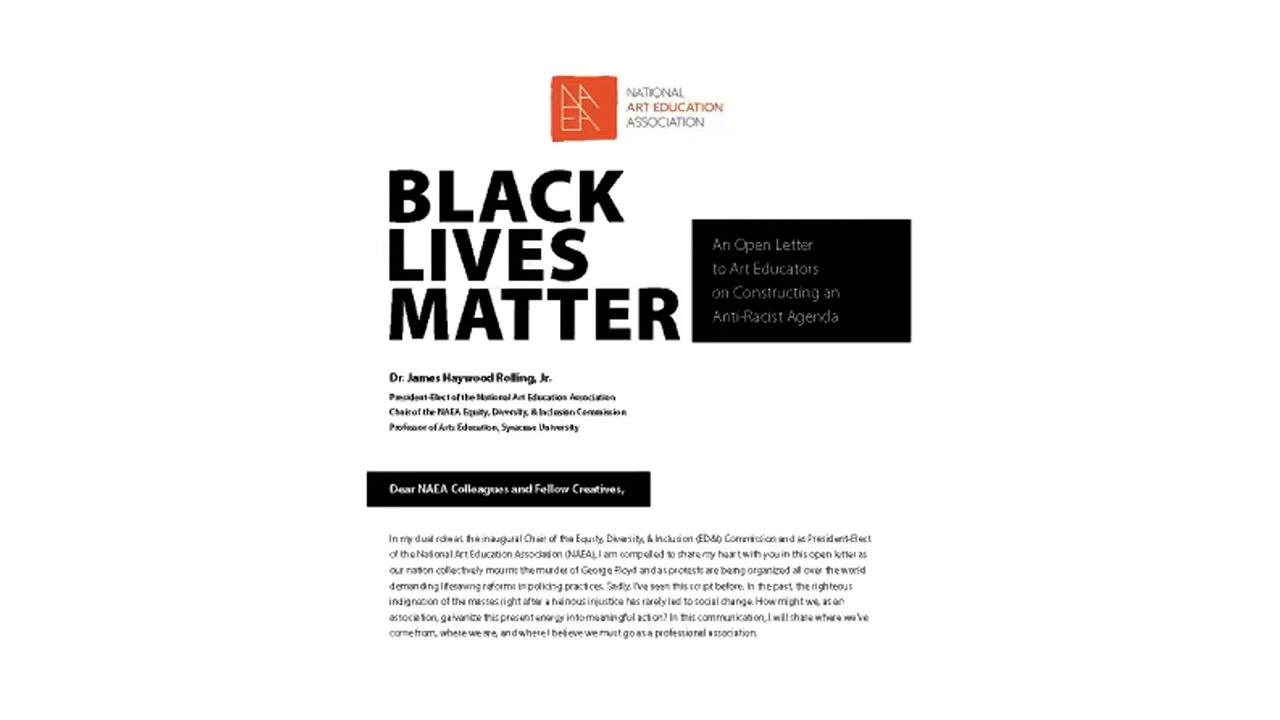 NAEA
NATIONAL
ART EDUCATION
ASSOCIATION
BLACK
LIVES
MATTER
An Open Letter
to Art Educators
on Constructing an
Anti-Racist Agenda
Dr. James Haywood Rolling, Jr.
President-Elect of the National Art Education Association
Chair of the NAEA Equity, Diversity, & Inclusion Commission
Professor of Arts Education, Syracuse University
Dear NAEA Colleagues and Fellow Creatives,
In my dual role as the inaugural Chair of the Equity, Diversity, & Inclusion (ED&I) Commission and as President-Elect
of the National Art Education Association (NAEA), I am compelled to share my heart with you in this open letter as
our nation collectively mourns the murder of George Floyd and as protests are being organized all over the world
demanding lifesaving reforms in policing practices. Sadly, I've seen this script before. In the past, the righteous
indignation of the masses right after a heinous injustice has rarely led to social change. How might we, as an
association, galvanize this present energy into meaningful action? In this communication, I will share where we've
come from, where we are, and where I believe we must go as a professional association.